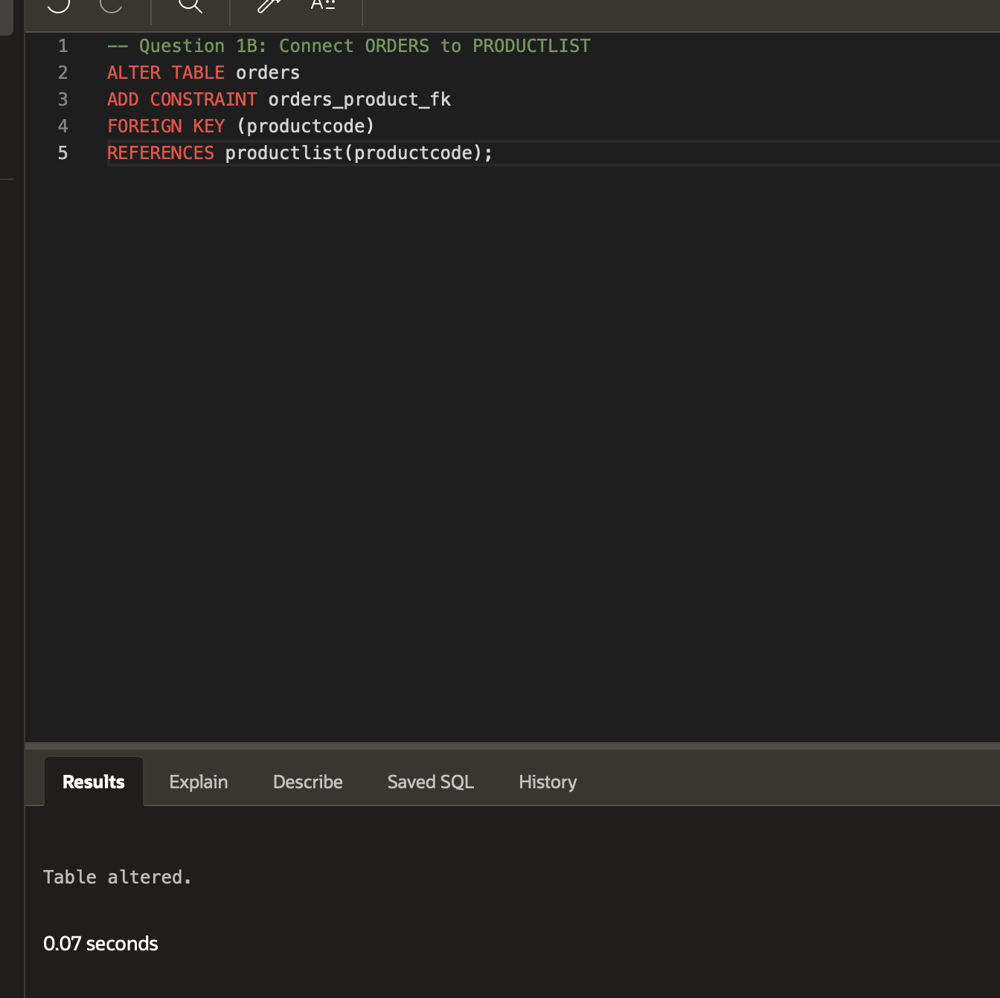 A
1 -- Question 1B: Connect ORDERS to PRODUCTLIST
2 ALTER TABLE orders
3 ADD CONSTRAINT orders_product_fk
4 FOREIGN KEY (productcode)
5 REFERENCES productlist(productcode);
Results Explain Describe Saved SQL History
Table altered.
0.07 seconds